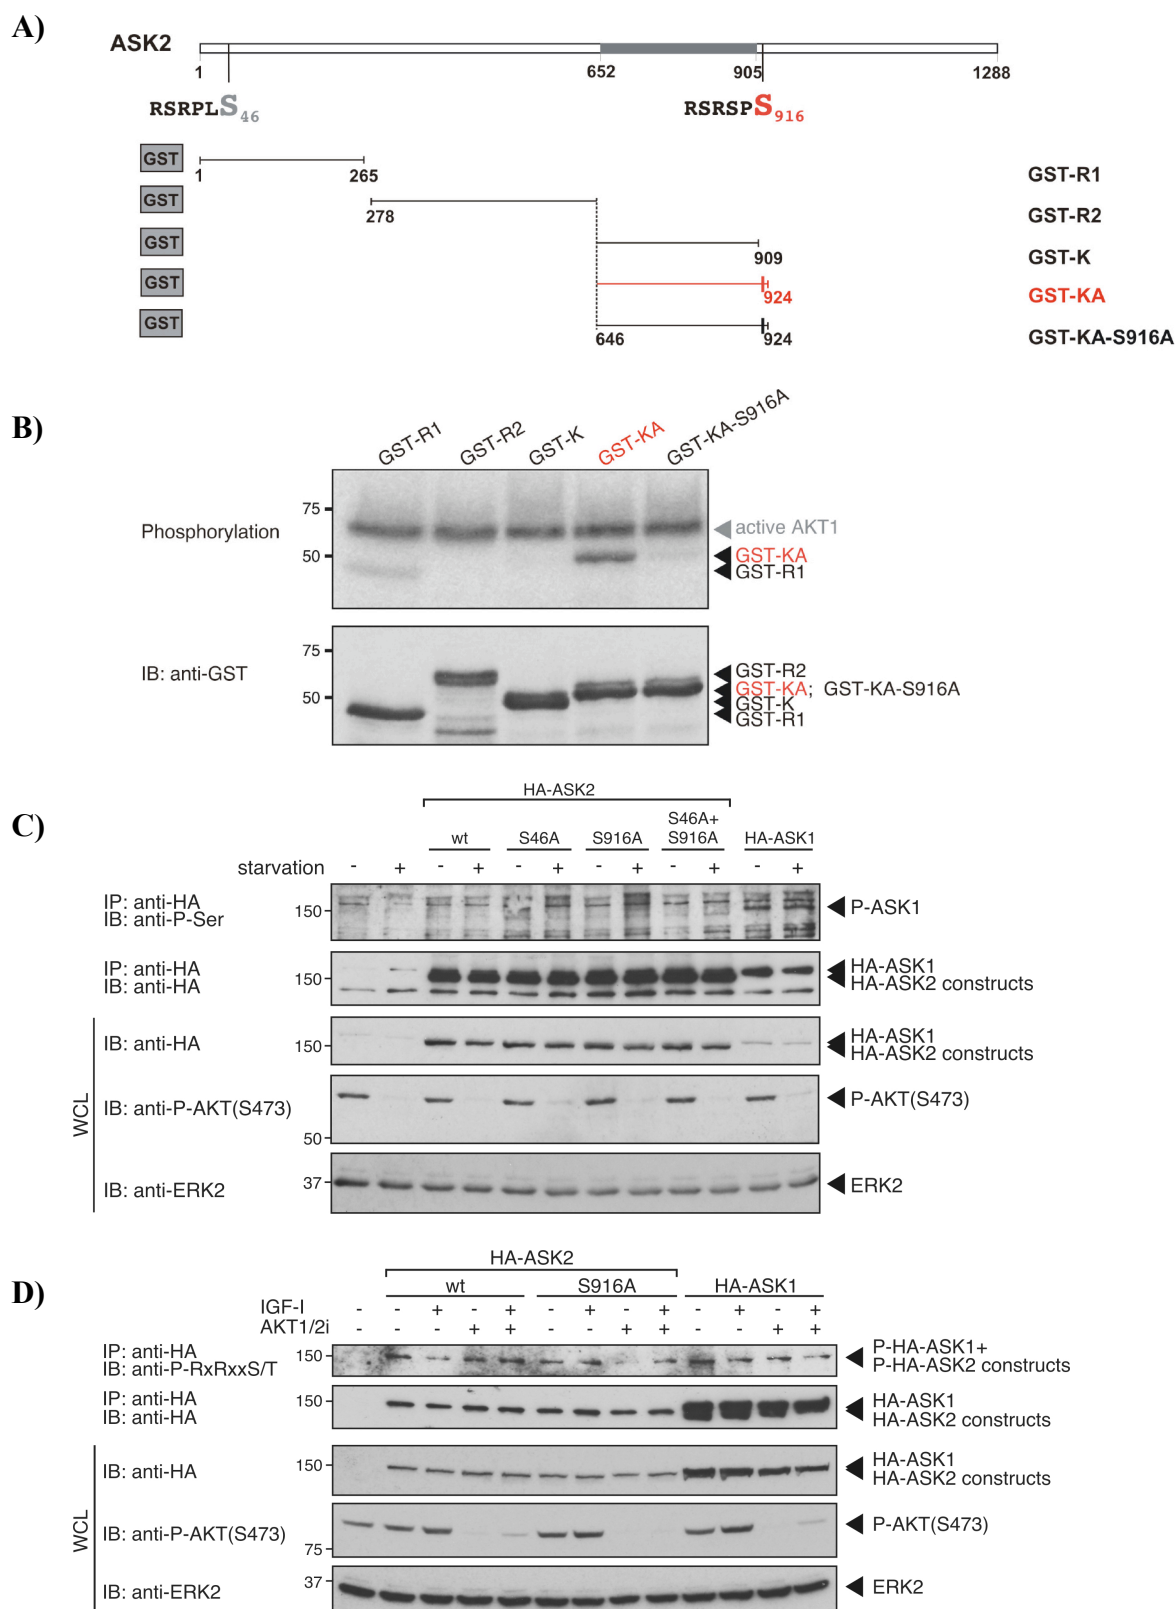 A)
ASK2
1 652 905 1288
RSRPLS46 RSRSPS916
GST
1 265
GST-R1
GST
278
GST-R2
GST
909
GST-K
GST
924
GST-KA
GST
646 924
GST-KA-S916A
B)
GST-R1 GST-R2 GST-K GST-KA GST-KA-S916A
Phosphorylation
75
50
active AKT1
GST-KA
GST-R1
IB: anti-GST
75
50
GST-R2
GST-KA; GST-KA-S916A
GST-K
GST-R1
C)
HA-ASK2
wt S46A S916A S46A+ S916A HA-ASK1
starvation - + - + - + - + - + - +
IP: anti-HA
IB: anti-P-Ser
150
P-ASK1
IP: anti-HA
IB: anti-HA
150
HA-ASK1
HA-ASK2 constructs
WCL
IB: anti-HA
150
HA-ASK1
HA-ASK2 constructs
IB: anti-P-AKT(S473)
50
P-AKT(S473)
IB: anti-ERK2
37
ERK2
D)
HA-ASK2
wt S916A HA-ASK1
IGF-I - - + - + - + - + - + - +
AKT1/2i - - - + + - - + + - - + +
IP: anti-HA
IB: anti-P-RxRxxS/T
150
P-HA-ASK1+
P-HA-ASK2 constructs
IP: anti-HA
IB: anti-HA
150
HA-ASK1
HA-ASK2 constructs
WCL
IB: anti-HA
150
HA-ASK1
HA-ASK2 constructs
IB: anti-P-AKT(S473)
75
P-AKT(S473)
IB: anti-ERK2
37
ERK2